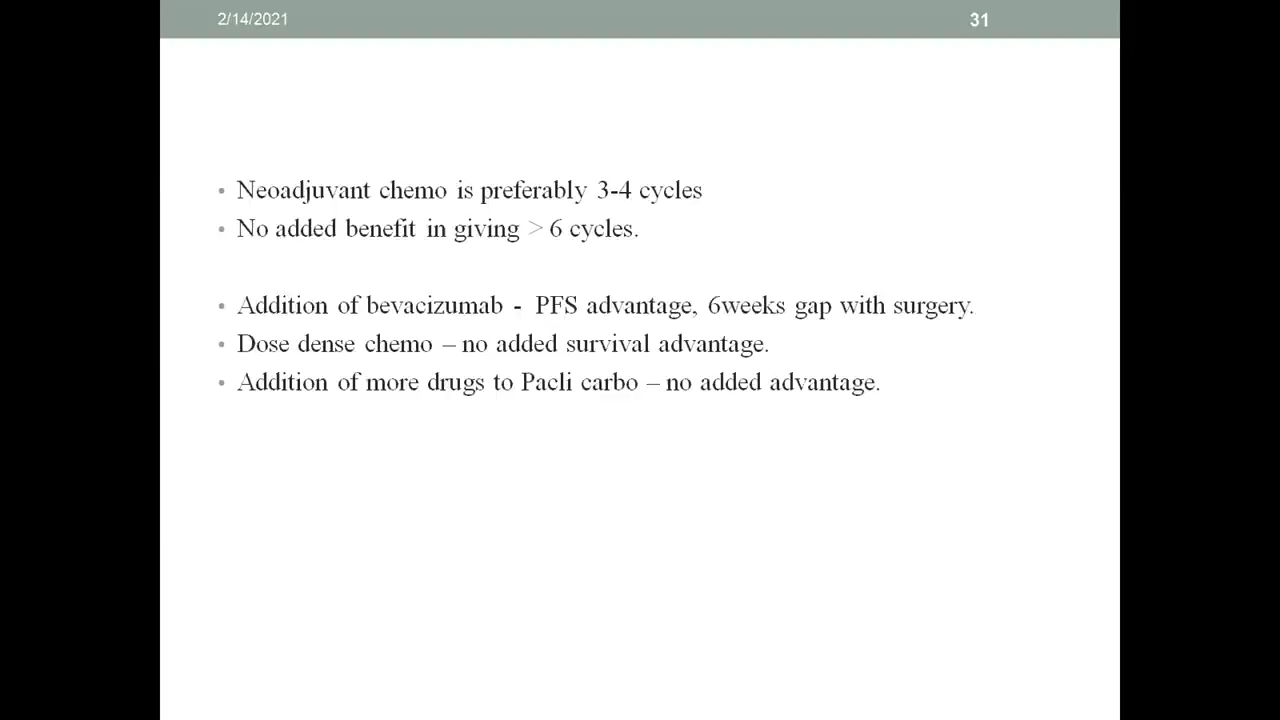 2/14/2021
31
• Neoadjuvant chemo is preferably 3-4 cycles
• No added benefit in giving > 6 cycles.
• Addition of bevacizumab - PFS advantage, 6weeks gap with surgery.
• Dose dense chemo – no added survival advantage.
• Addition of more drugs to Pacli carbo – no added advantage.